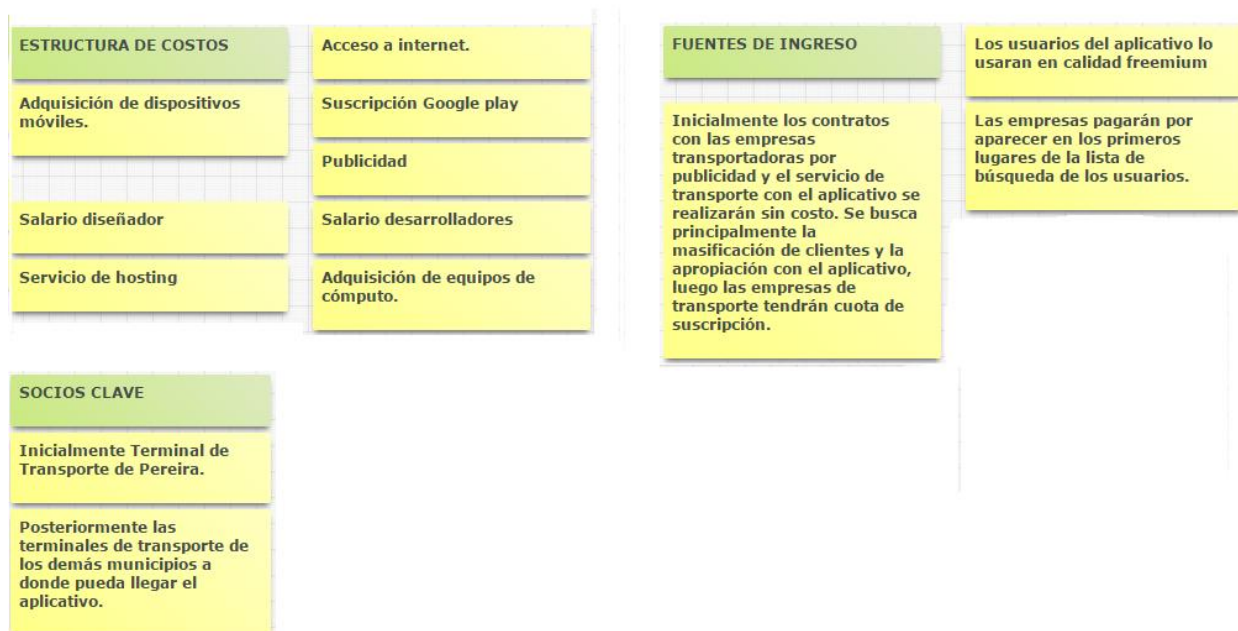 ESTRUCTURA DE COSTOS
Adquisición de dispositivos
móviles.
Salario diseñador
Servicio de hosting
Acceso a internet.
Suscripción Google play
Publicidad
Salario desarrolladores
Adquisición de equipos de
cómputo.
FUENTES DE INGRESO
Inicialmente los contratos
con las empresas
transportadoras por
publicidad y el servicio de
transporte con el aplicativo se
realizarán sin costo. Se busca
principalmente la
masificación de clientes y la
apropiación con el aplicativo,
luego las empresas de
transporte tendrán cuota de
suscripción.
Los usuarios del aplicativo lo
usaran en calidad freemium
Las empresas pagarán por
aparecer en los primeros
lugares de la lista de
búsqueda de los usuarios.
SOCIOS CLAVE
Inicialmente Terminal de
Transporte de Pereira.
Posteriormente las
terminales de transporte de
los demás municipios a
donde pueda llegar el
aplicativo.